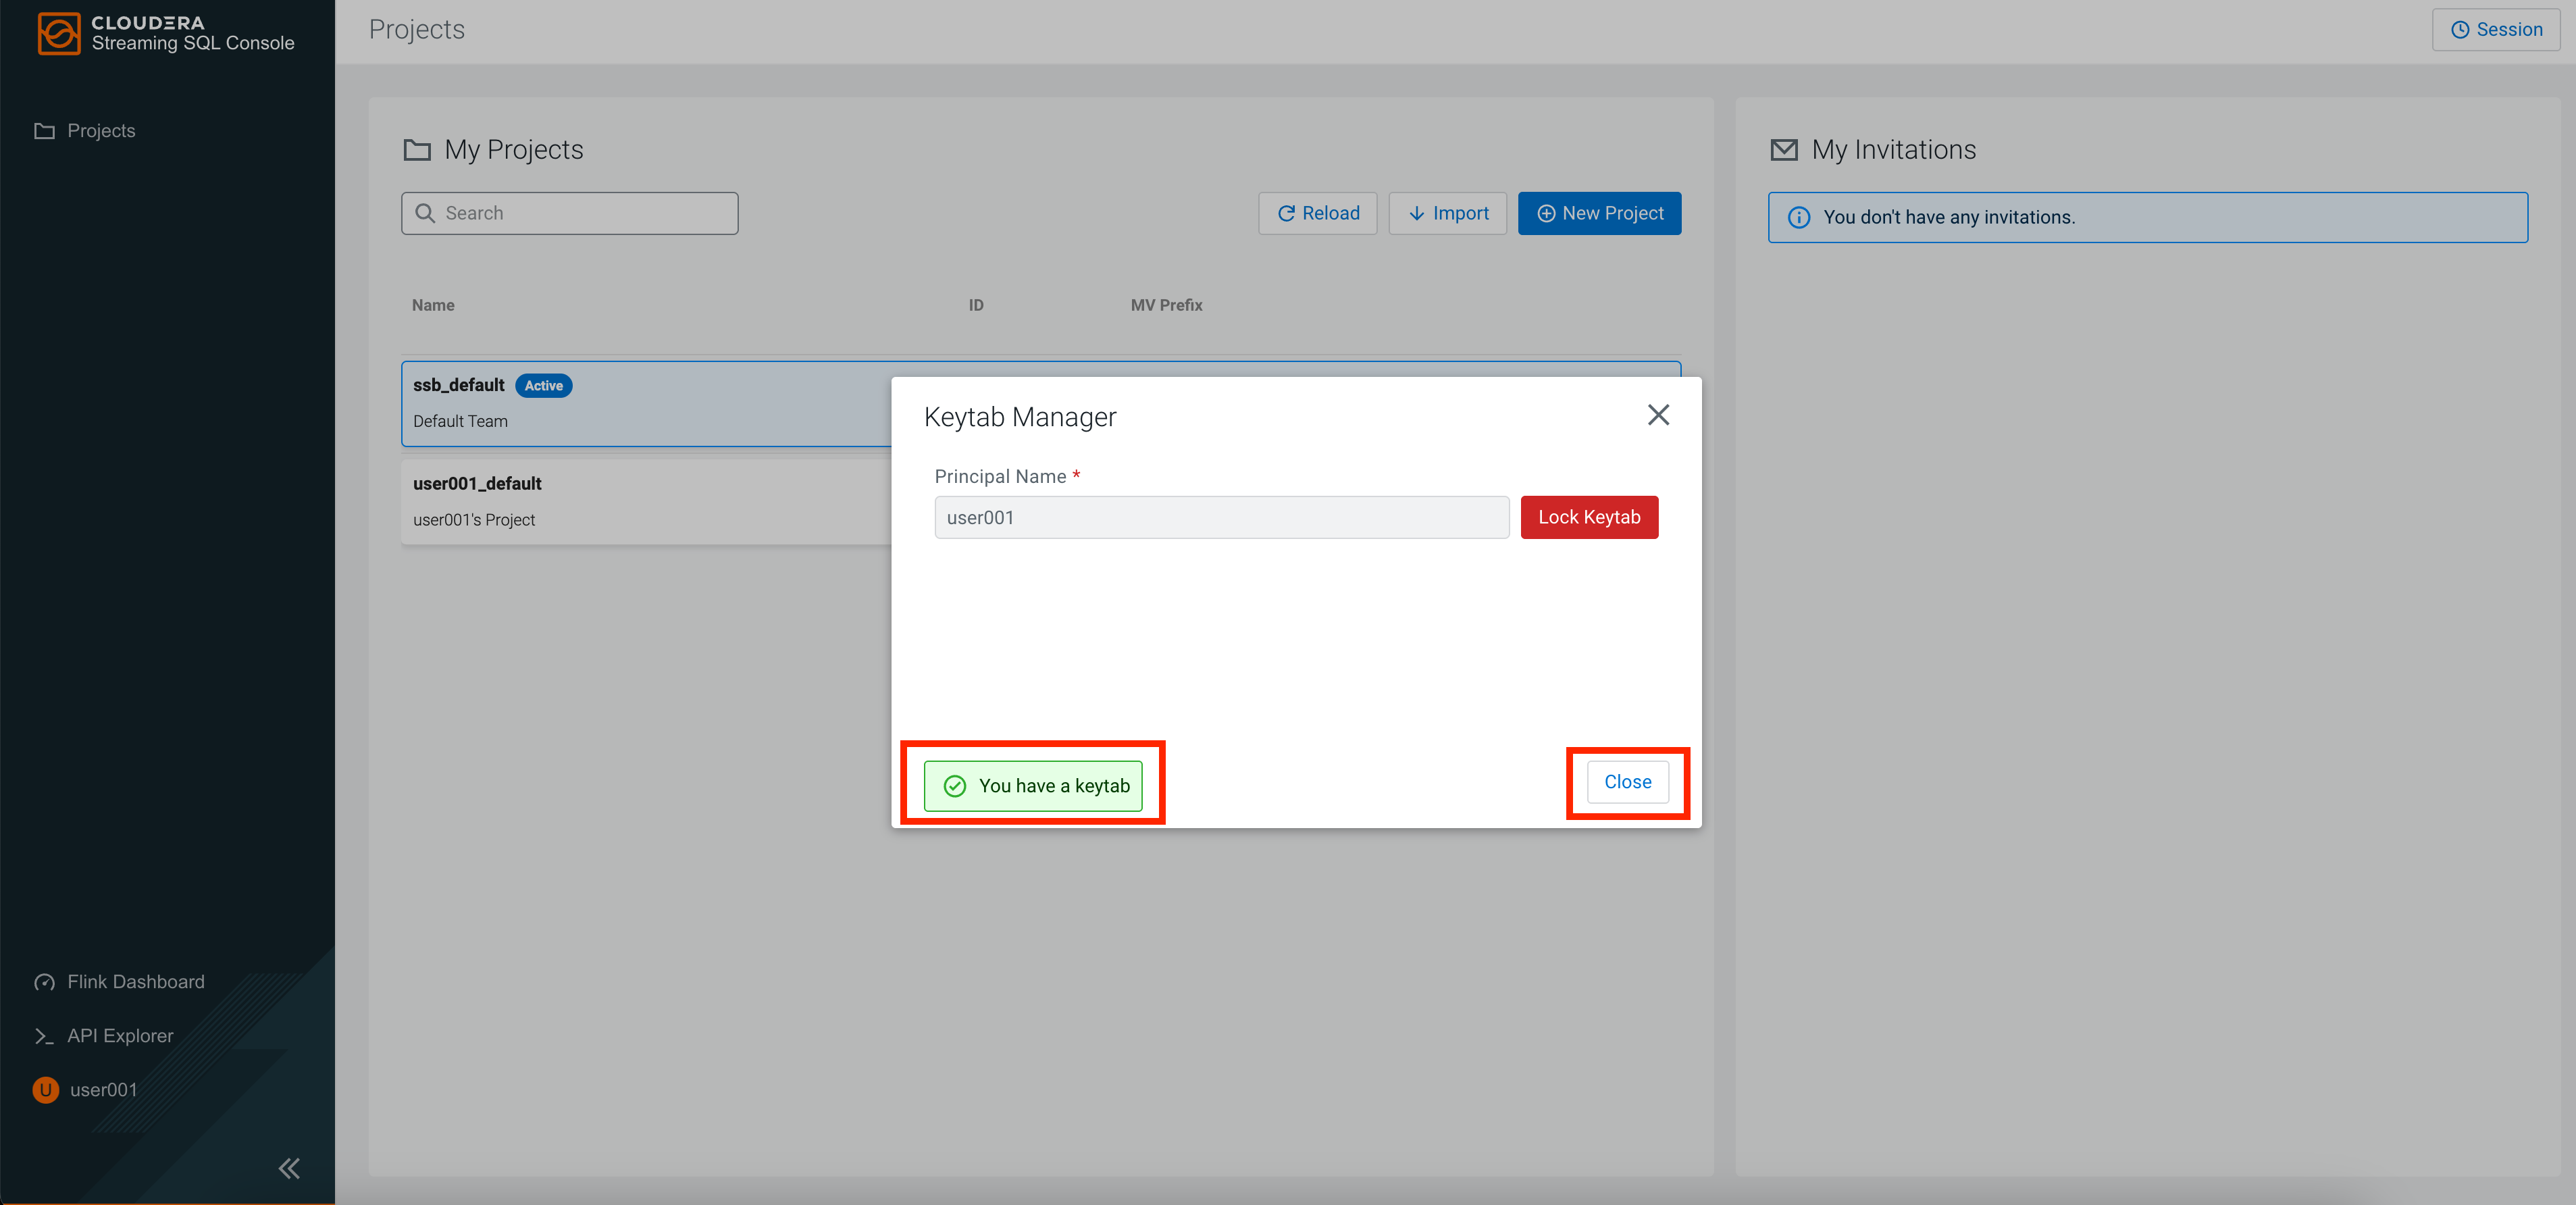 CLOUDERA
Streaming SQL Console
Projects
Flink Dashboard
API Explorer
U user001
Projects
Session
My Projects
Search
Reload
Import
New Project
Name ID MV Prefix
ssb_default Active
Default Team
user001_default
user001's Project
My Invitations
You don't have any invitations.
Keytab Manager
Principal Name *
user001
Lock Keytab
You have a keytab
Close